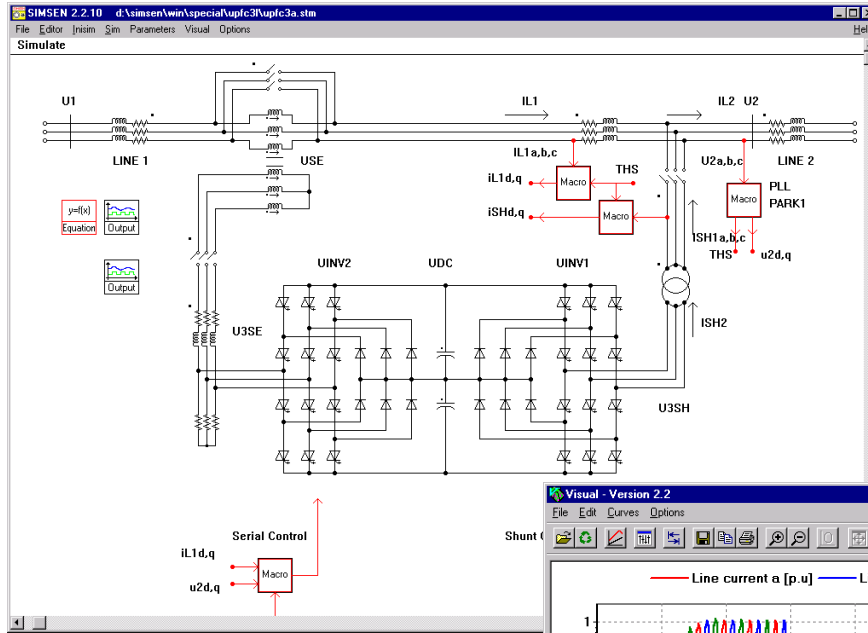 SIMSEN 2.2.10 d:\simsen\win\special\upfc3l\upfc3a.stm
File Editor Inisim Sim Parameters Visual Options Hel
Simulate
U1
IL1
IL2 U2
LINE 1
USE
IL1a,b,c
U2a,b,c
LINE 2
THS
iL1d,q
Macro
PLL
PARK1
Macro
iSHd,q
Macro
ISH1a,b,c
THS
u2d,q
y=f(x)
Equation
Output
Output
UINV2
UDC
UINV1
U3SE
ISH2
U3SH
Serial Control
Shunt
iL1d,q
Macro
u2d,q
Visual - Version 2.2
File Edit Curves Options
Line current a [p.u]
L
1